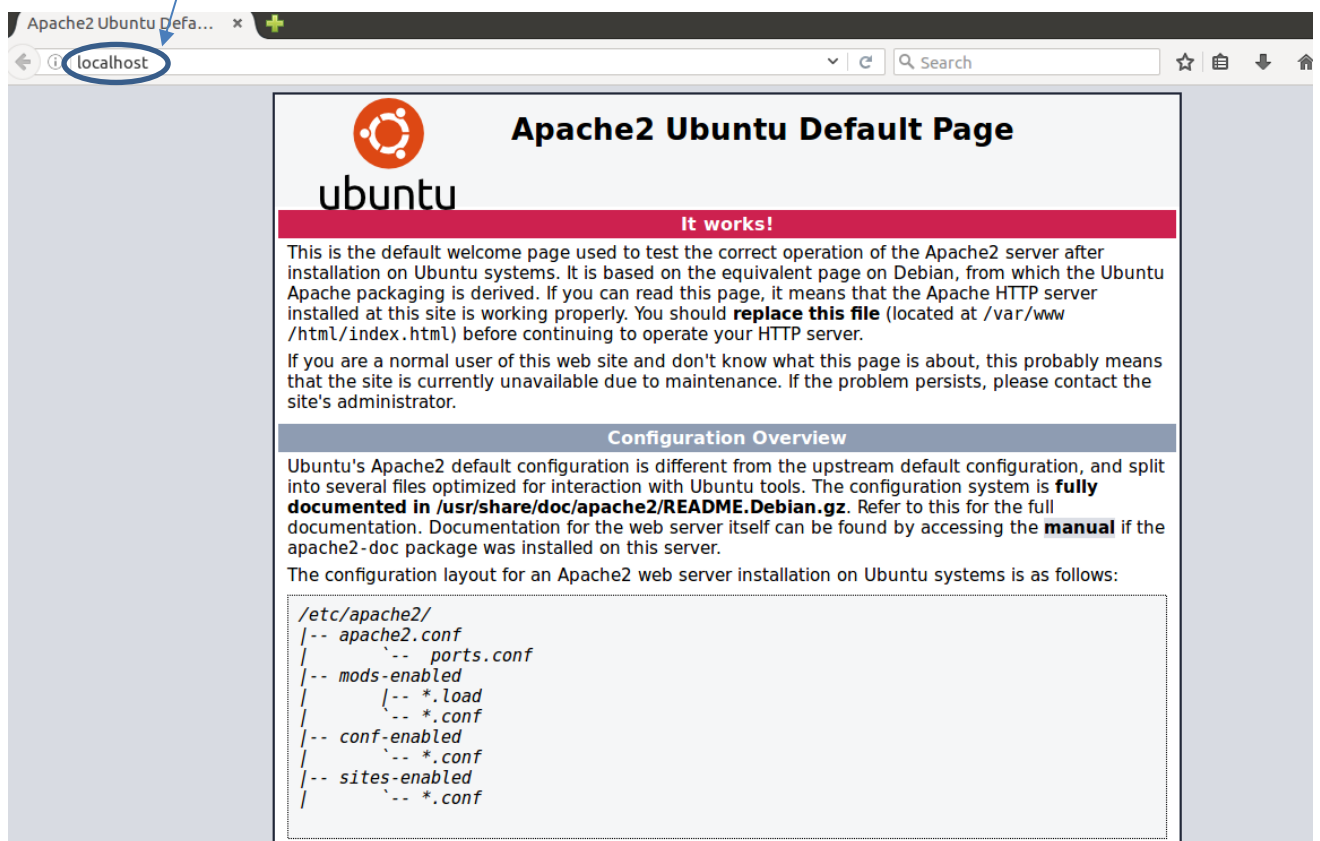 Apache2 Ubuntu Defa...
localhost
Search
Apache2 Ubuntu Default Page
ubuntu
It works!
This is the default welcome page used to test the correct operation of the Apache2 server after
installation on Ubuntu systems. It is based on the equivalent page on Debian, from which the Ubuntu
Apache packaging is derived. If you can read this page, it means that the Apache HTTP server
installed at this site is working properly. You should replace this file (located at /var/www
/html/index.html) before continuing to operate your HTTP server.
If you are a normal user of this web site and don't know what this page is about, this probably means
that the site is currently unavailable due to maintenance. If the problem persists, please contact the
site's administrator.
Configuration Overview
Ubuntu's Apache2 default configuration is different from the upstream default configuration, and split
into several files optimized for interaction with Ubuntu tools. The configuration system is fully
documented in /usr/share/doc/apache2/README.Debian.gz. Refer to this for the full
documentation. Documentation for the web server itself can be found by accessing the manual if the
apache2-doc package was installed on this server.
The configuration layout for an Apache2 web server installation on Ubuntu systems is as follows:
/etc/apache2/
|-- apache2.conf
|       `--  ports.conf
|-- mods-enabled
|       |-- *.load
|       `-- *.conf
|-- conf-enabled
|       `-- *.conf
|-- sites-enabled
|       `-- *.conf